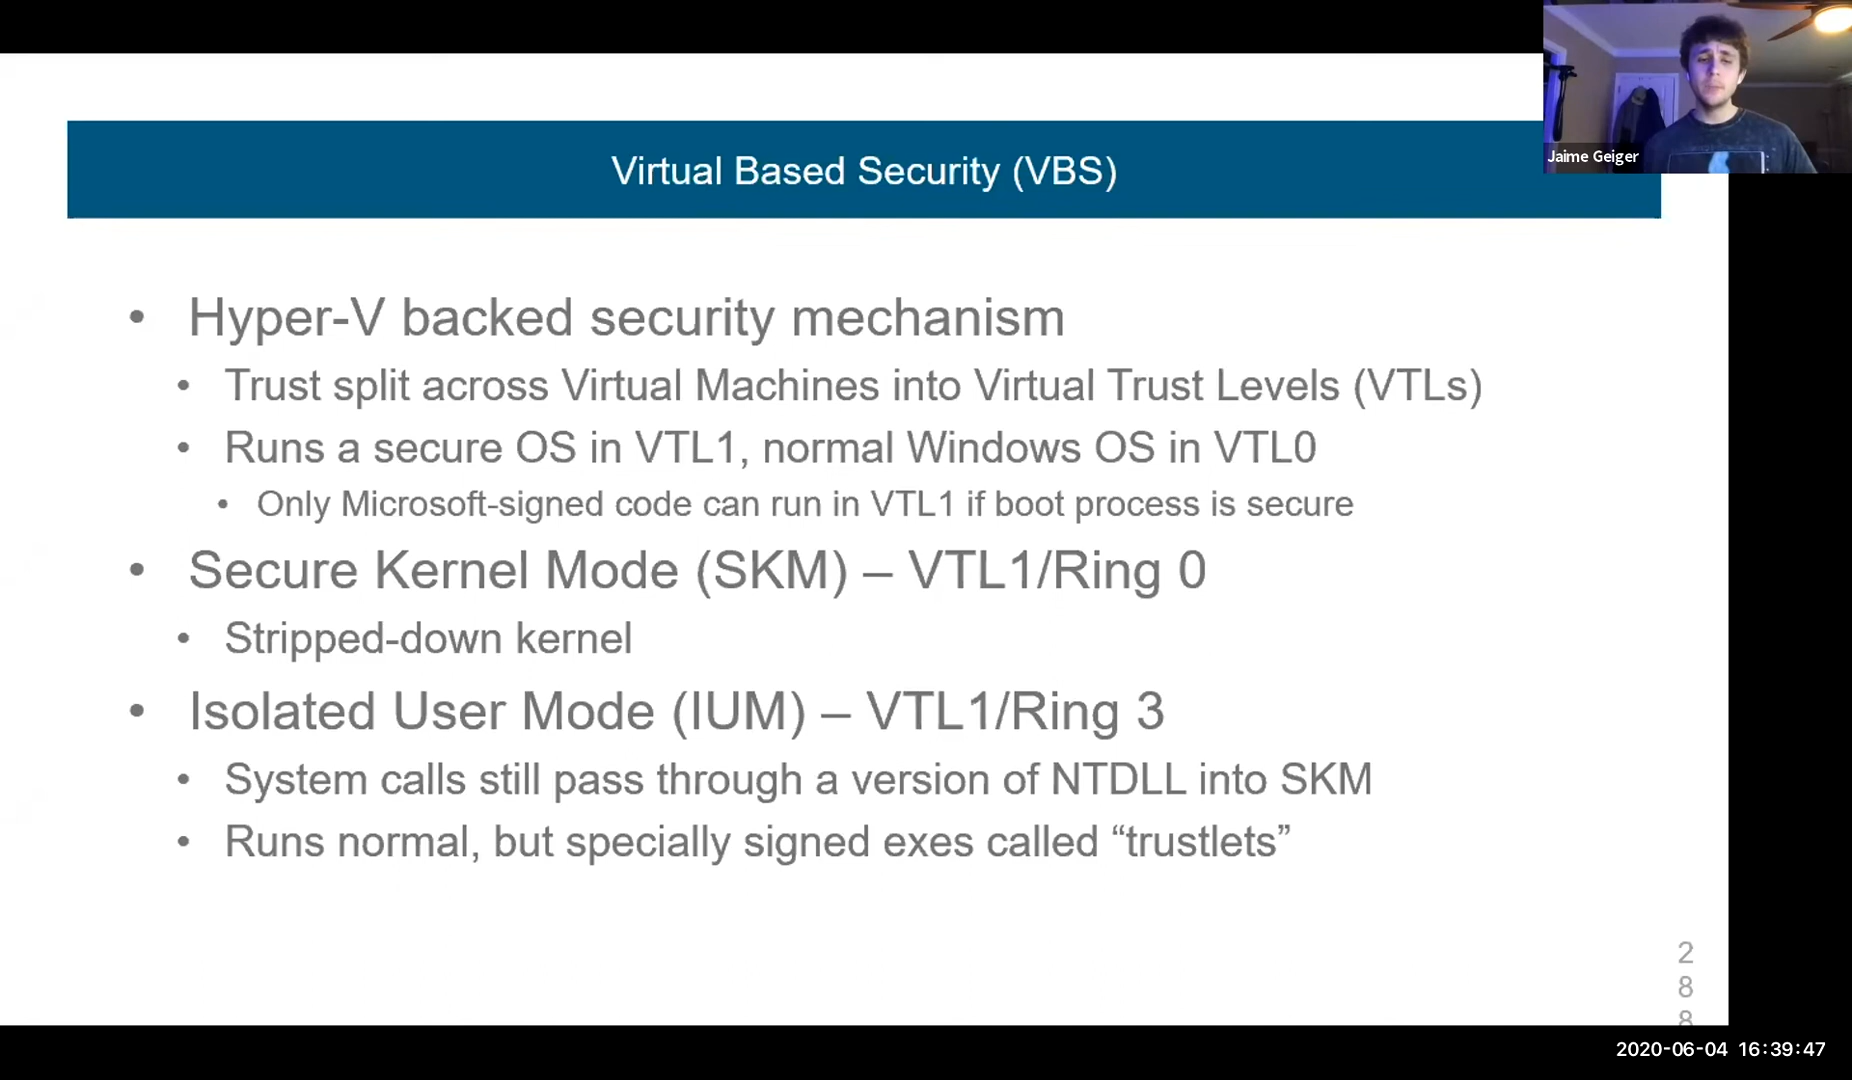 Jaime Geiger
Virtual Based Security (VBS)
• Hyper-V backed security mechanism
• Trust split across Virtual Machines into Virtual Trust Levels (VTLs)
• Runs a secure OS in VTL1, normal Windows OS in VTL0
• Only Microsoft-signed code can run in VTL1 if boot process is secure
• Secure Kernel Mode (SKM) – VTL1/Ring 0
• Stripped-down kernel
• Isolated User Mode (IUM) – VTL1/Ring 3
• System calls still pass through a version of NTDLL into SKM
• Runs normal, but specially signed exes called “trustlets”
2
8
8
2020-06-04 16:39:47